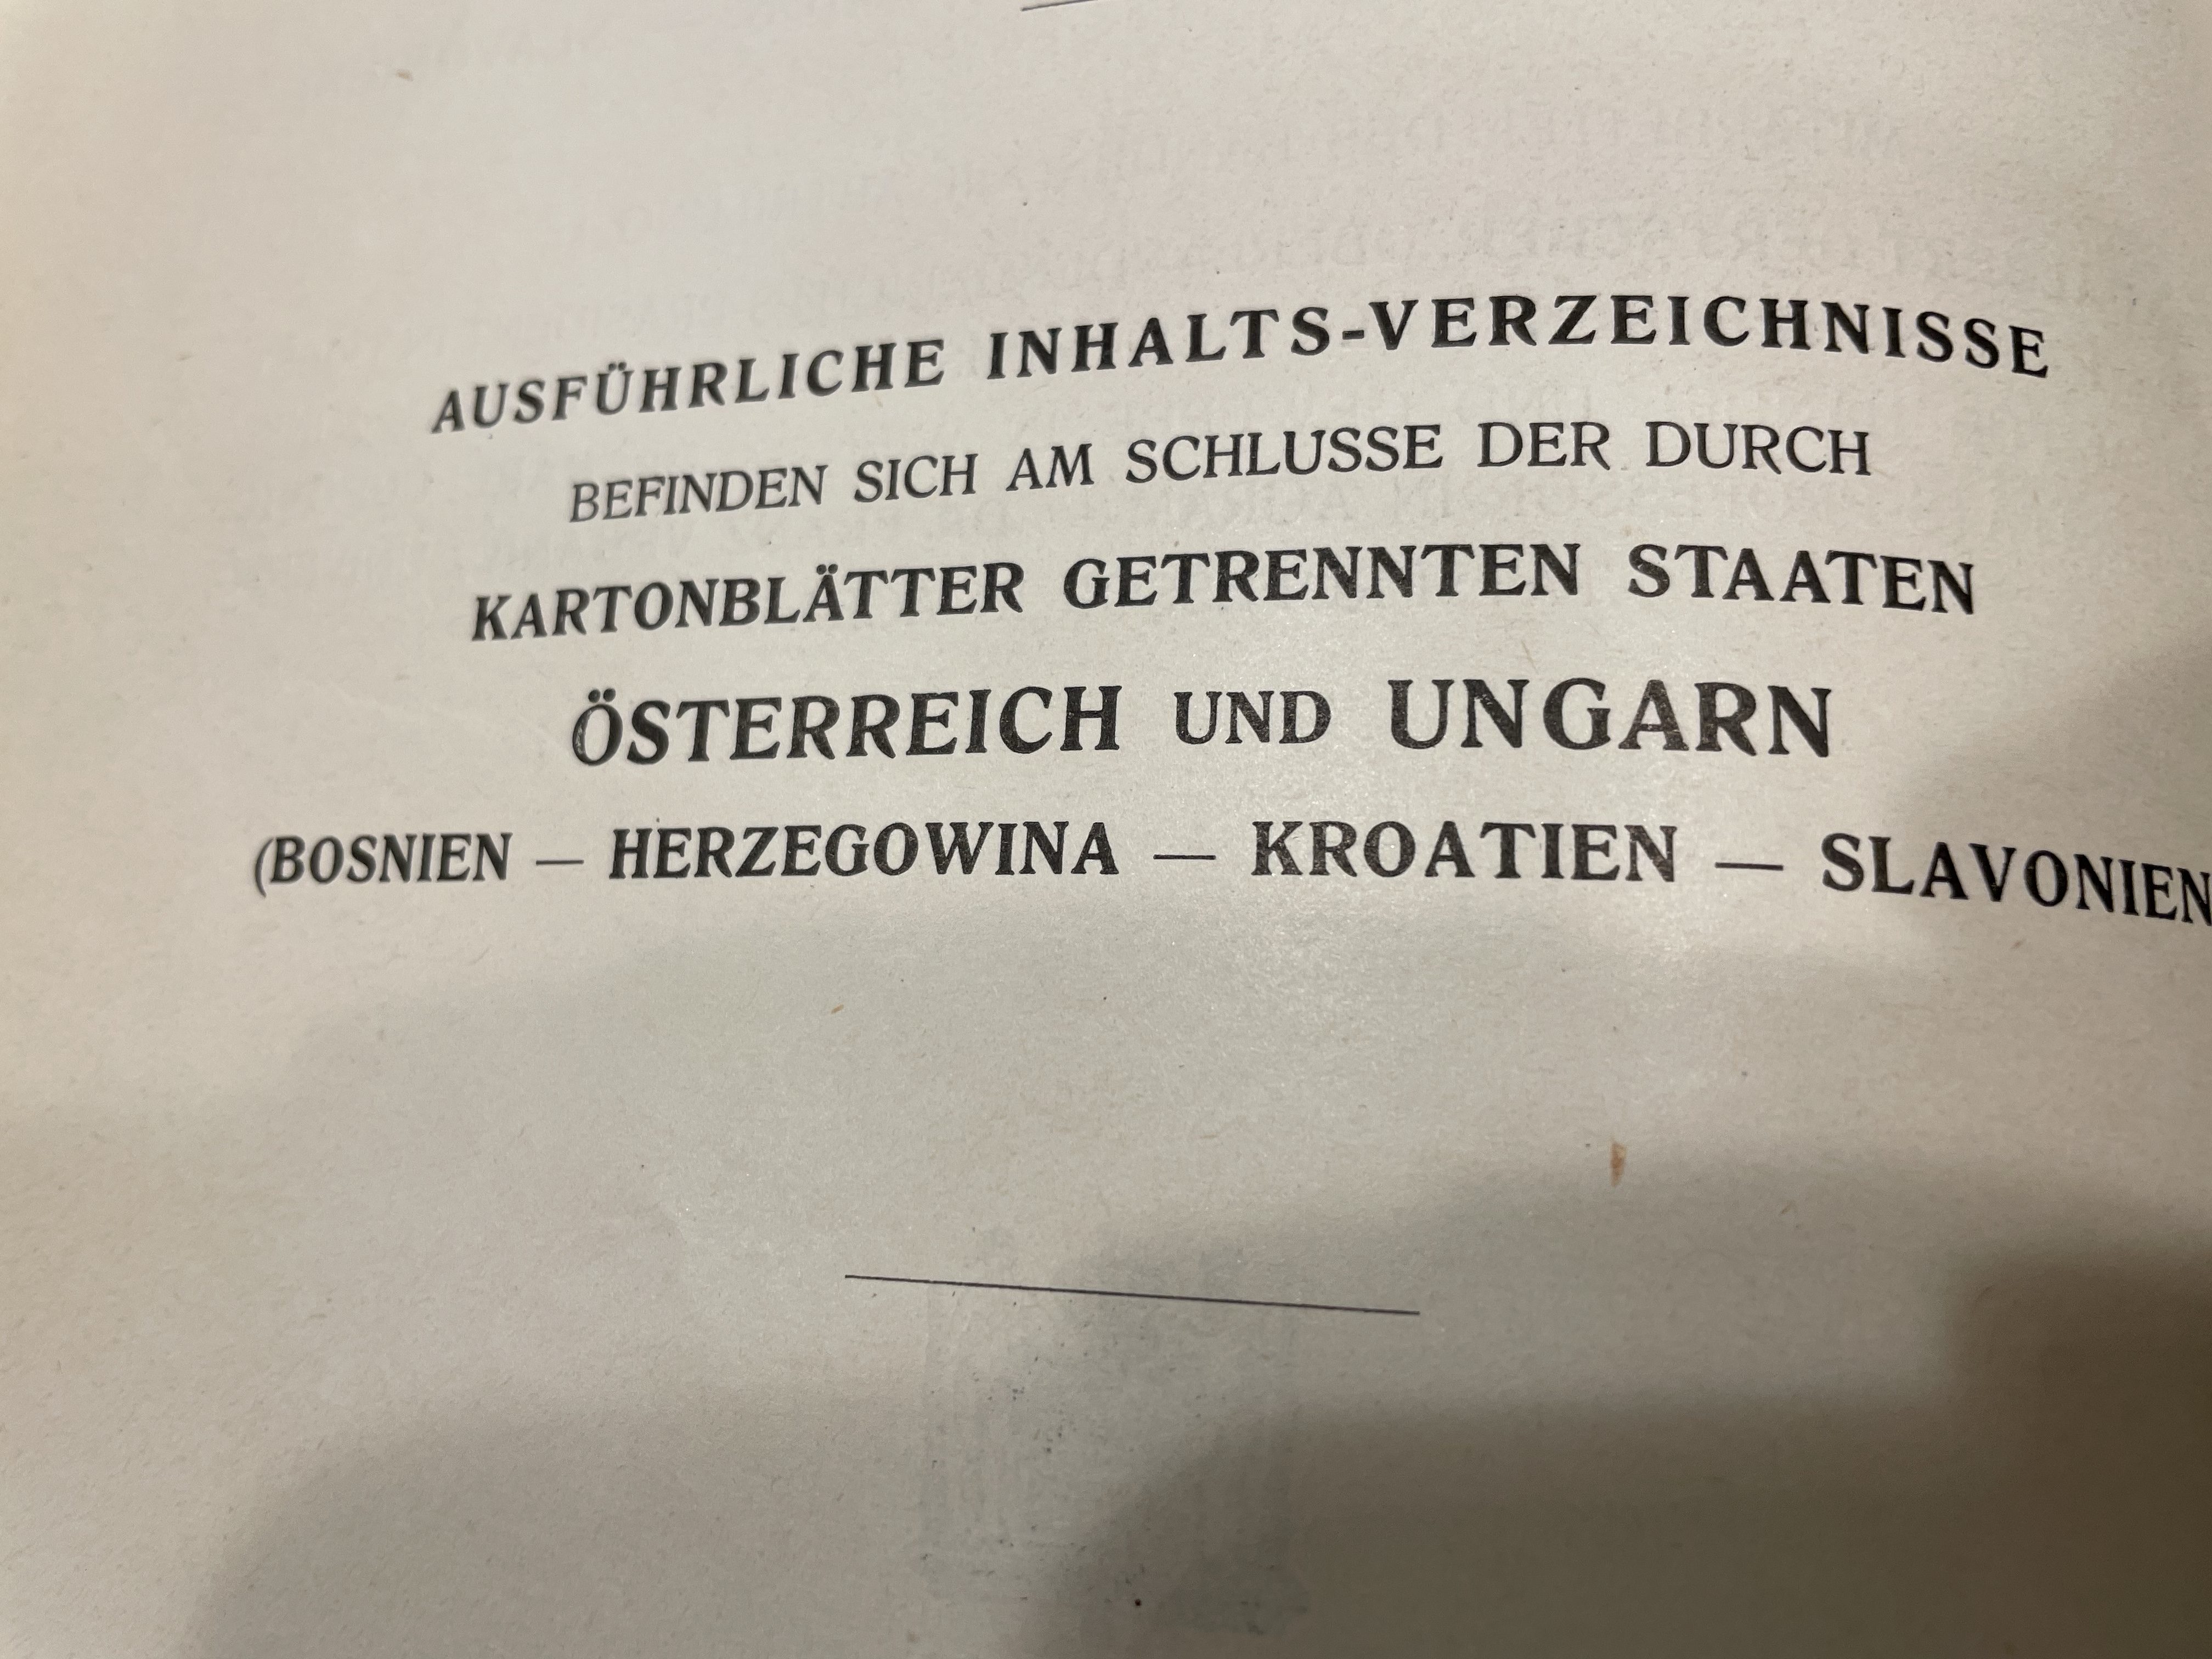 AUSFÜHRLICHE INHALTS-VERZEICHNISSE
BEFINDEN SICH AM SCHLUSSE DER DURCH
KARTONBLÄTTER GETRENNTEN STAATEN
ÖSTERREICH UND UNGARN
(BOSNIEN — HERZEGOWINA — KROATIEN — SLAVONIEN